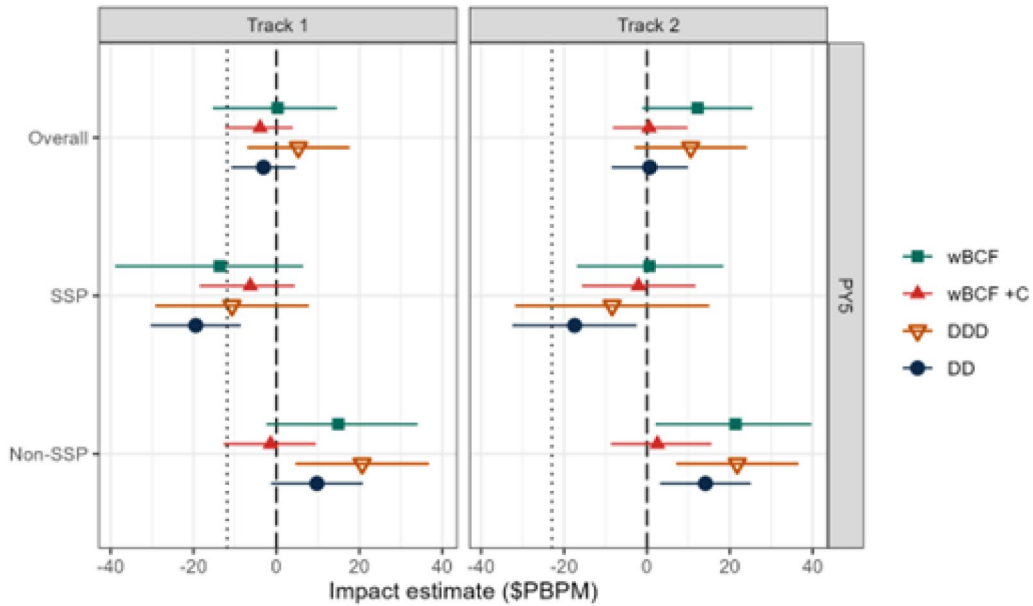 Track 1
Track 2
Overall
SSP
Non-SSP
PY5
-40 -20 0 20 40
-40 -20 0 20 40
Impact estimate ($PBPM)
wBCF
wBCF +C
DDD
DD